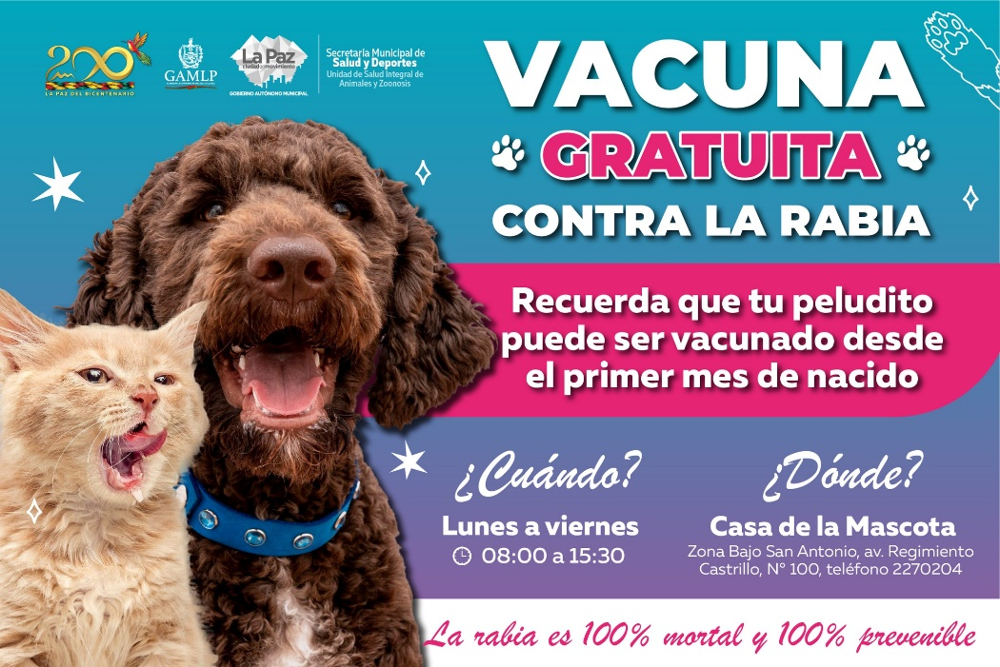 200
LA PAZ DEL BICENTENARIO
GAMLP
La Paz
ciudadenmovimiento
GOBIERNO AUTÓNOMO MUNICIPAL
Secretaría Municipal de
Salud y Deportes
Unidad de Salud Integral de
Animales y Zoonosis
VACUNA
GRATUITA
CONTRA LA RABIA
Recuerda que tu peludito
puede ser vacunado desde
el primer mes de nacido
¿Cuándo?
Lunes a viernes
08:00 a 15:30
¿Dónde?
Casa de la Mascota
Zona Bajo San Antonio, av. Regimiento
Castrillo, N° 100, teléfono 2270204
La rabia es 100% mortal y 100% prevenible